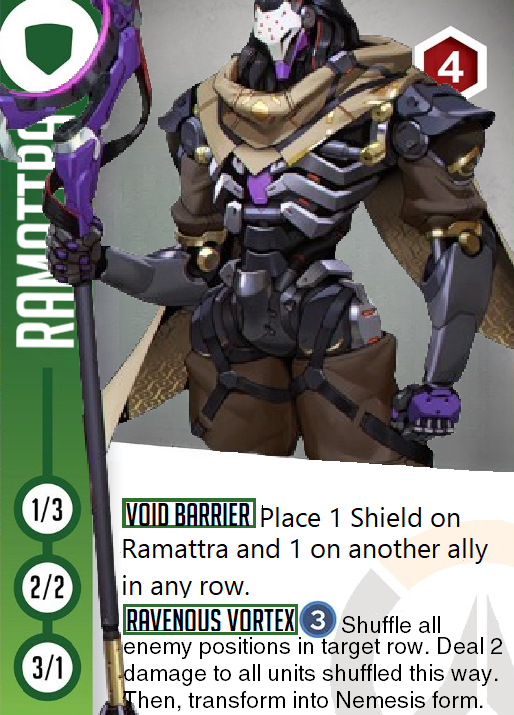 4
RAMATTRA
1/3
2/2
3/1
VOID BARRIER Place 1 Shield on
Ramattra and 1 on another ally
in any row.
RAVENOUS VORTEX 3 Shuffle all
enemy positions in target row. Deal 2
damage to all units shuffled this way.
Then, transform into Nemesis form.